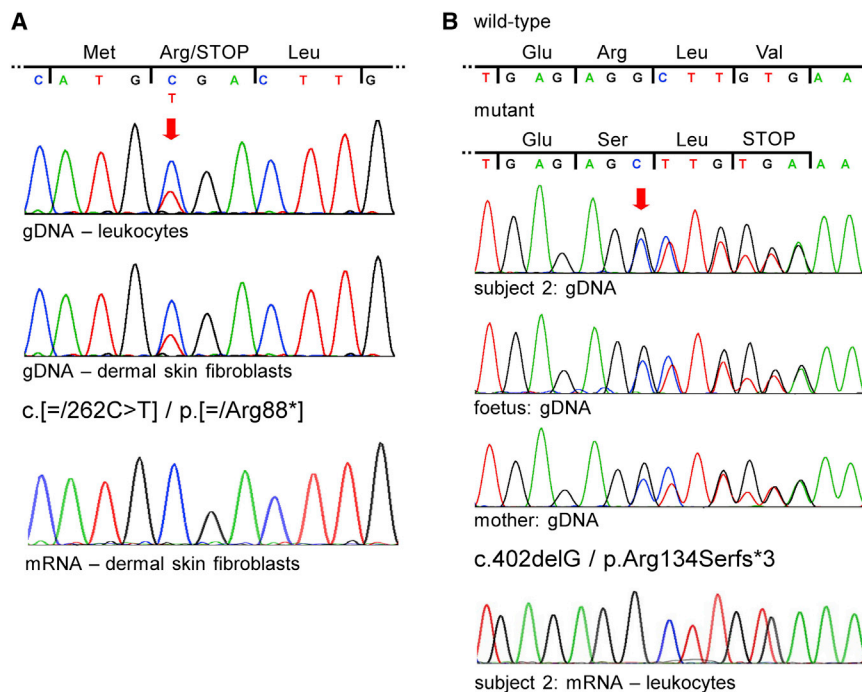 A
Met Arg/STOP Leu
C A T G C G A C T T G
T
gDNA – leukocytes
gDNA – dermal skin fibroblasts
c.[=/262C>T] / p.[=/Arg88*]
mRNA – dermal skin fibroblasts
B
wild-type
Glu Arg Leu Val
T G A G A G G C T T G T G A A
mutant
Glu Ser Leu STOP
T G A G A G C T T G T G A A A
subject 2: gDNA
foetus: gDNA
mother: gDNA
c.402delG / p.Arg134Serfs*3
subject 2: mRNA – leukocytes